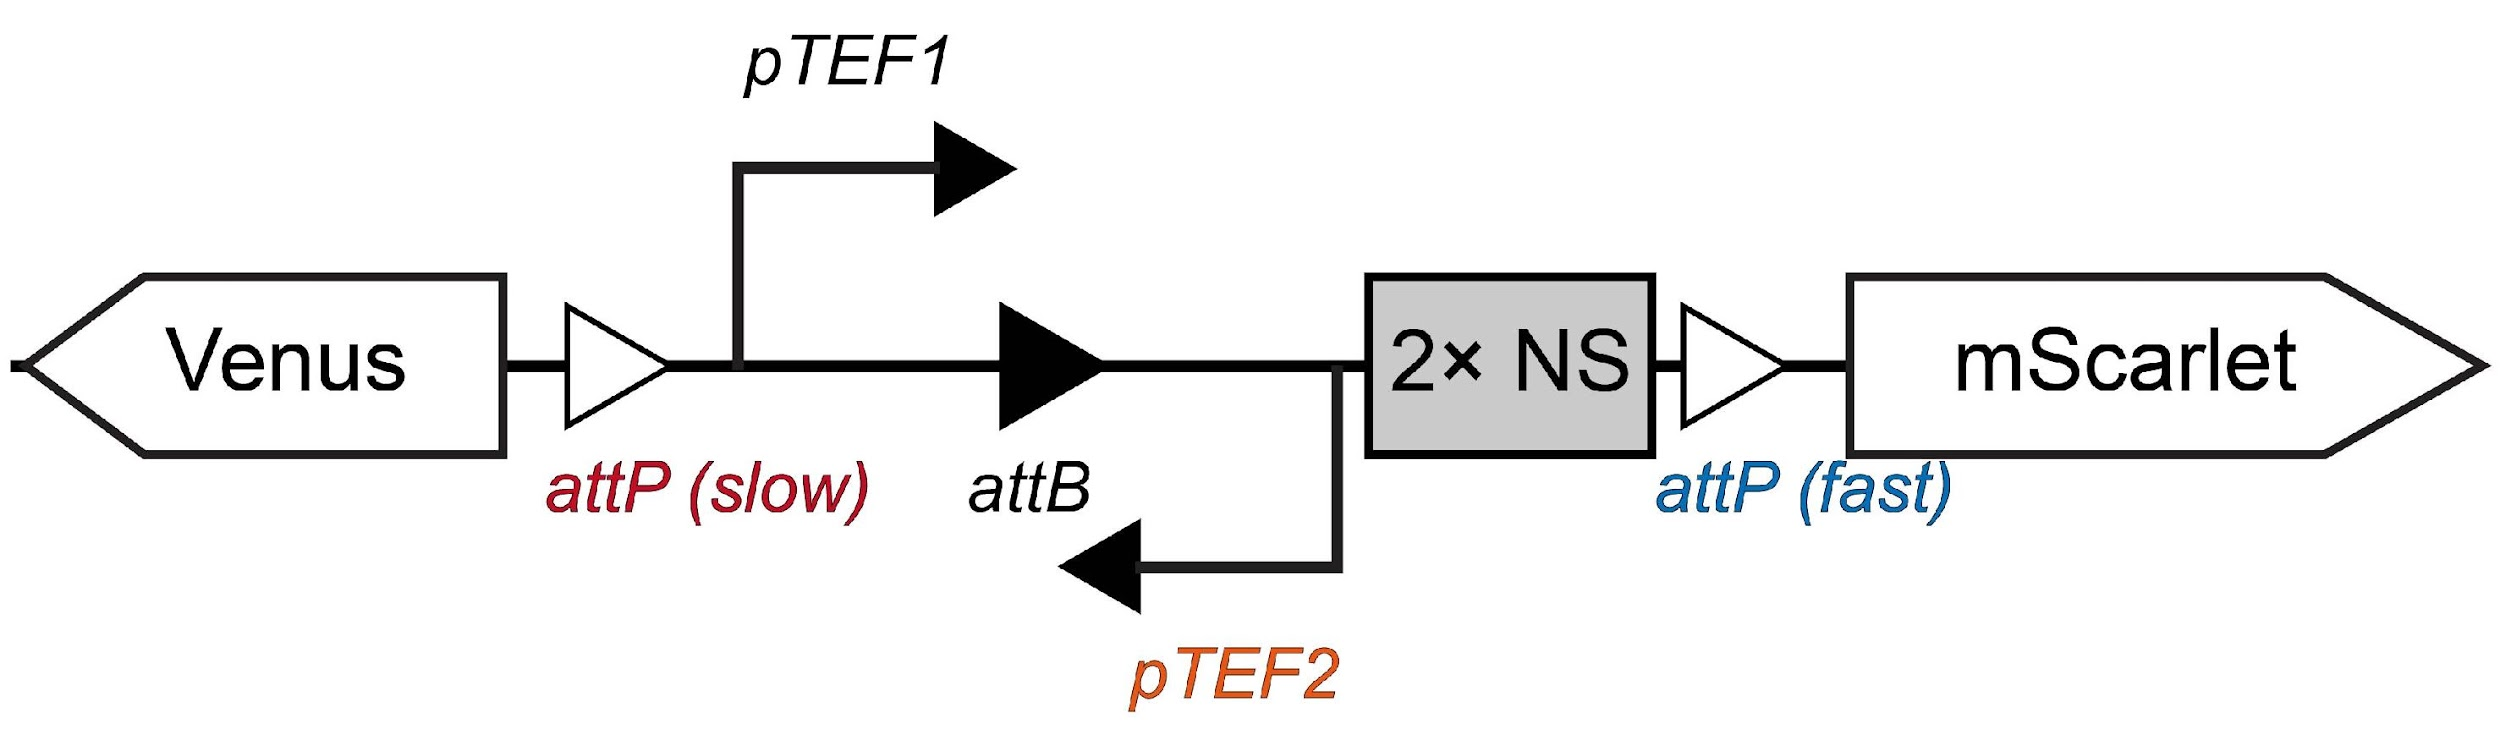 pTEF1
Venus
2× NS
mScarlet
attP (slow)
attB
attP (fast)
pTEF2